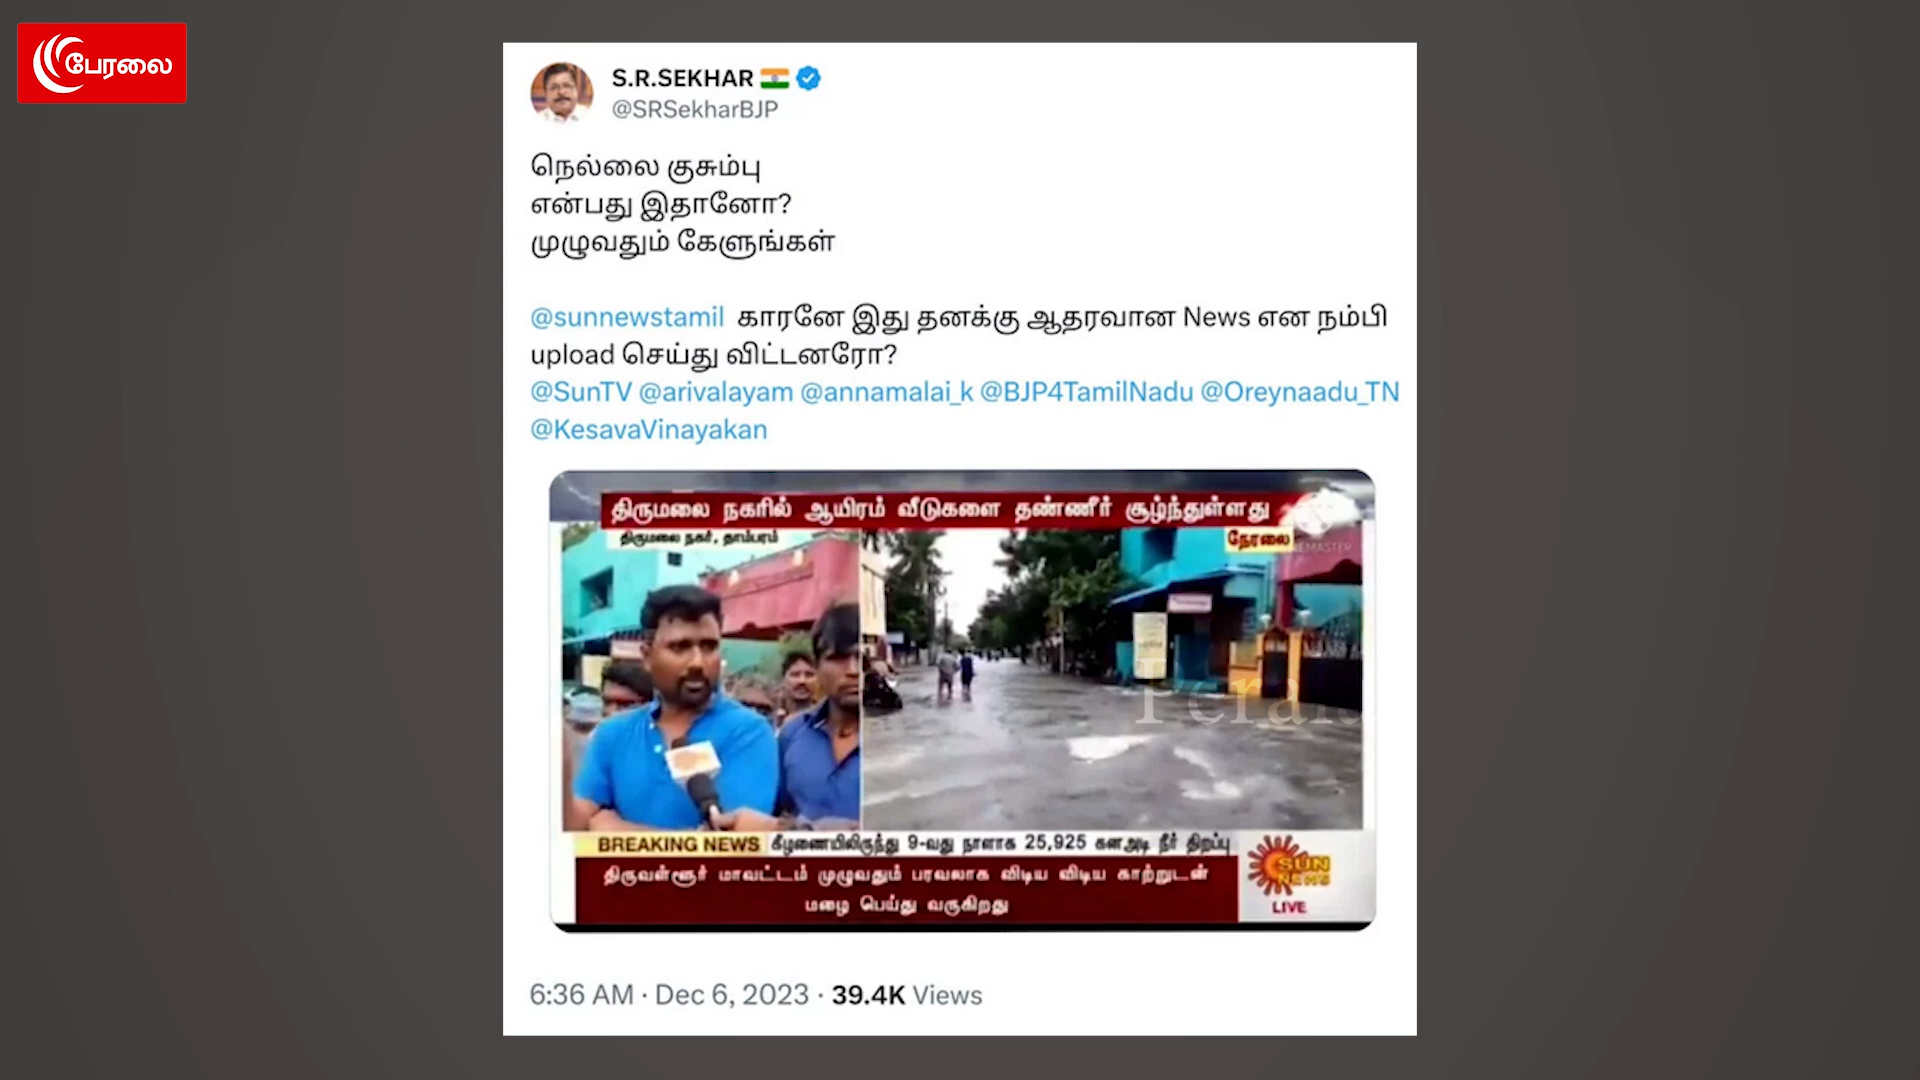 பேரலை
S.R.SEKHAR
@SRSekharBJP
நெல்லை குசும்பு
என்பது இதானோ?
முழுவதும் கேளுங்கள்
@sunnewstamil காரனே இது தனக்கு ஆதரவான News என நம்பி
upload செய்து விட்டனரோ?
@SunTV @arivalayam @annamalai_k @BJP4TamilNadu @Oreynaadu_TN
@KesavaVinayakan
திருமலை நகரில் ஆயிரம் வீடுகளை தண்ணீர் சூழ்ந்துள்ளது
திருமலை நகர், தாம்பரம்
நேரலை
BREAKING NEWS கீழணையிலிருந்து 9-வது நாளாக 25,925 கனஅடி நீர் திறப்பு
திருவள்ளூர் மாவட்டம் முழுவதும் பரவலாக விடிய விடிய காற்றுடன்
மழை பெய்து வருகிறது
SUN
NEWS
LIVE
6:36 AM · Dec 6, 2023 · 39.4K Views